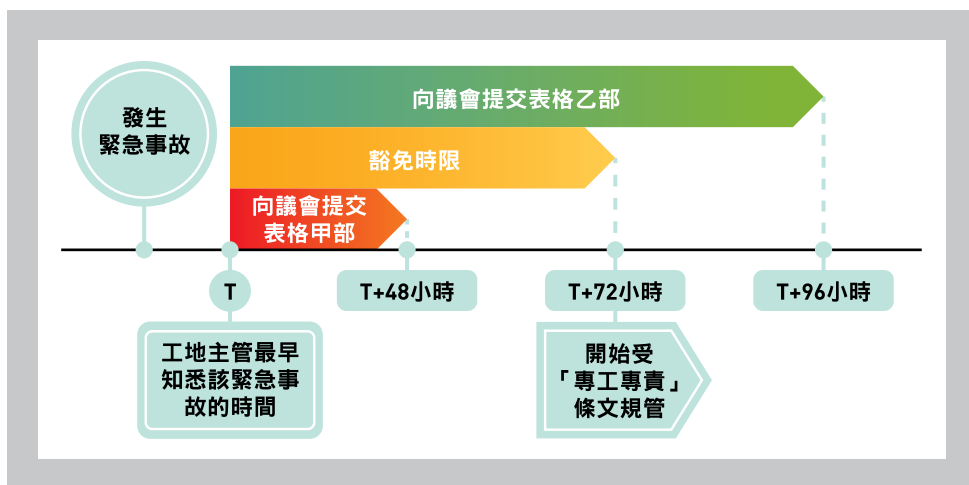 發生
緊急事故
向議會提交表格乙部
豁免時限
向議會提交
表格甲部
T
T+48小時
T+72小時
T+96小時
工地主管最早
知悉該緊急事
故的時間
開始受
「專工專責」
條文規管